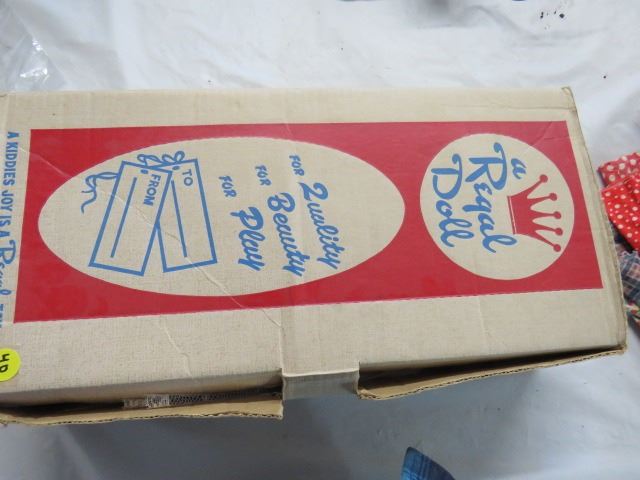 a
Regal
Doll
FOR Quality
FOR Beauty
FOR Play
TO
FROM
A KIDDIES JOY IS A Regal